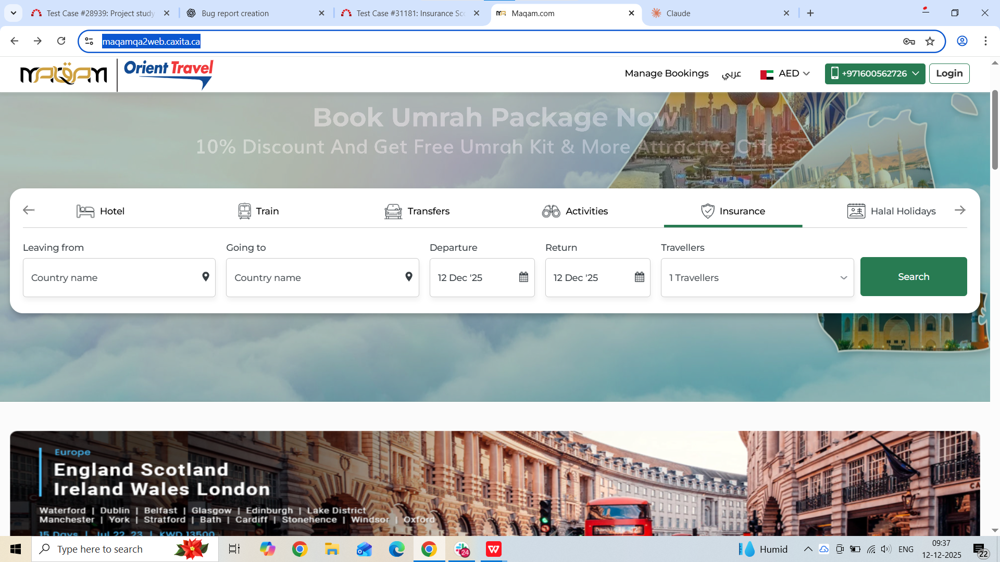 Test Case #28939: Project study
Bug report creation
Test Case #31181: Insurance Sc
Maqam.com
Claude
maqamqa2web.caxita.ca
MAQAM
Orient Travel
Manage Bookings
عربي
AED
+971600562726
Login
Book Umrah Package Now
10% Discount And Get Free Umrah Kit & More Attractive Offers..
Hotel
Train
Transfers
Activities
Insurance
Halal Holidays
Leaving from
Going to
Departure
Return
Travellers
Country name
Country name
12 Dec '25
12 Dec '25
1 Travellers
Search
Europe
England Scotland
Ireland Wales London
Waterford | Dublin | Belfast | Glasgow | Edinburgh | Lake District
Manchester | York | Stratford | Bath | Cardiff | Stonehence | Windsor | Oxford
15 Days | Jul 22, 23 | KWD 13500
CA
Type here to search
24
Humid
ENG
09:37
12-12-2025
22